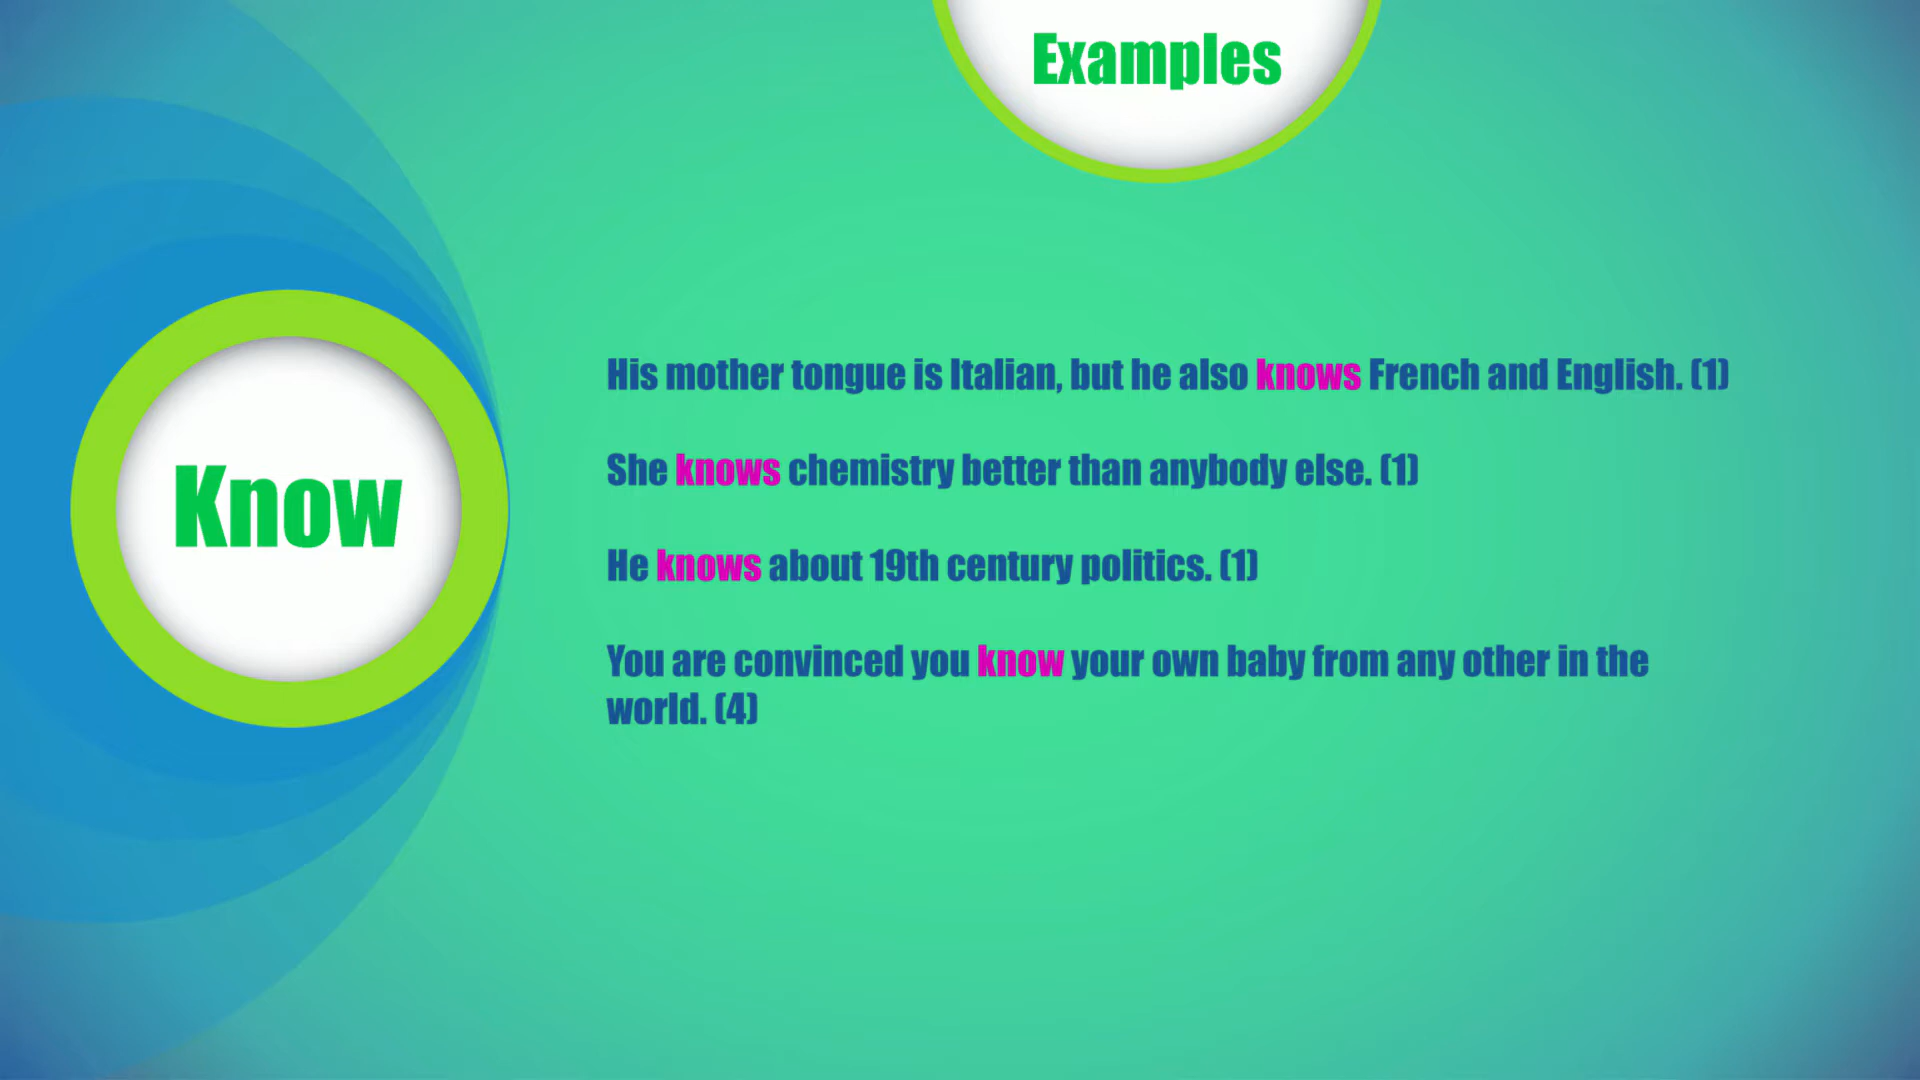 Examples
Know
His mother tongue is Italian, but he also knows French and English. (1)
She knows chemistry better than anybody else. (1)
He knows about 19th century politics. (1)
You are convinced you know your own baby from any other in the
world. (4)